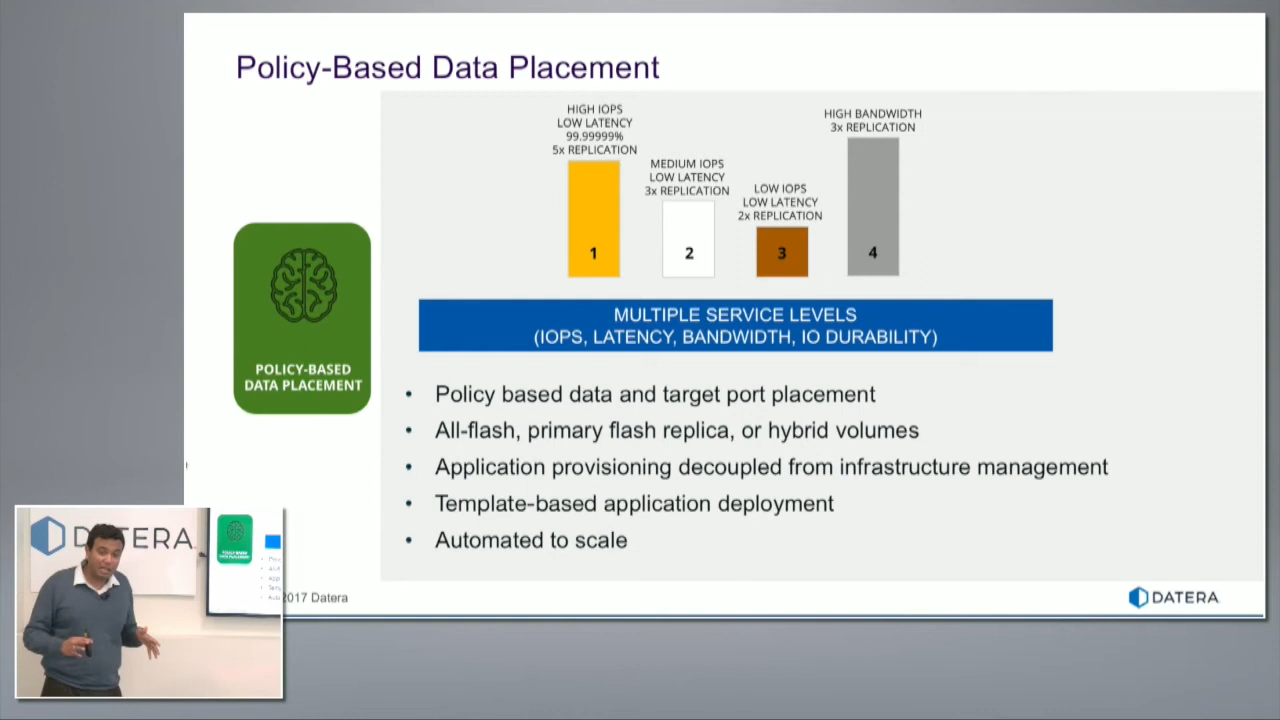 Policy-Based Data Placement
HIGH IOPS
LOW LATENCY
99.99999%
5x REPLICATION
MEDIUM IOPS
LOW LATENCY
3x REPLICATION
LOW IOPS
LOW LATENCY
2x REPLICATION
HIGH BANDWIDTH
3x REPLICATION
1
2
3
4
MULTIPLE SERVICE LEVELS
(IOPS, LATENCY, BANDWIDTH, IO DURABILITY)
POLICY-BASED
DATA PLACEMENT
• Policy based data and target port placement
• All-flash, primary flash replica, or hybrid volumes
• Application provisioning decoupled from infrastructure management
• Template-based application deployment
• Automated to scale
DATERA
POLICY-BASED
DATA PLACEMENT
2017 Datera
DATERA